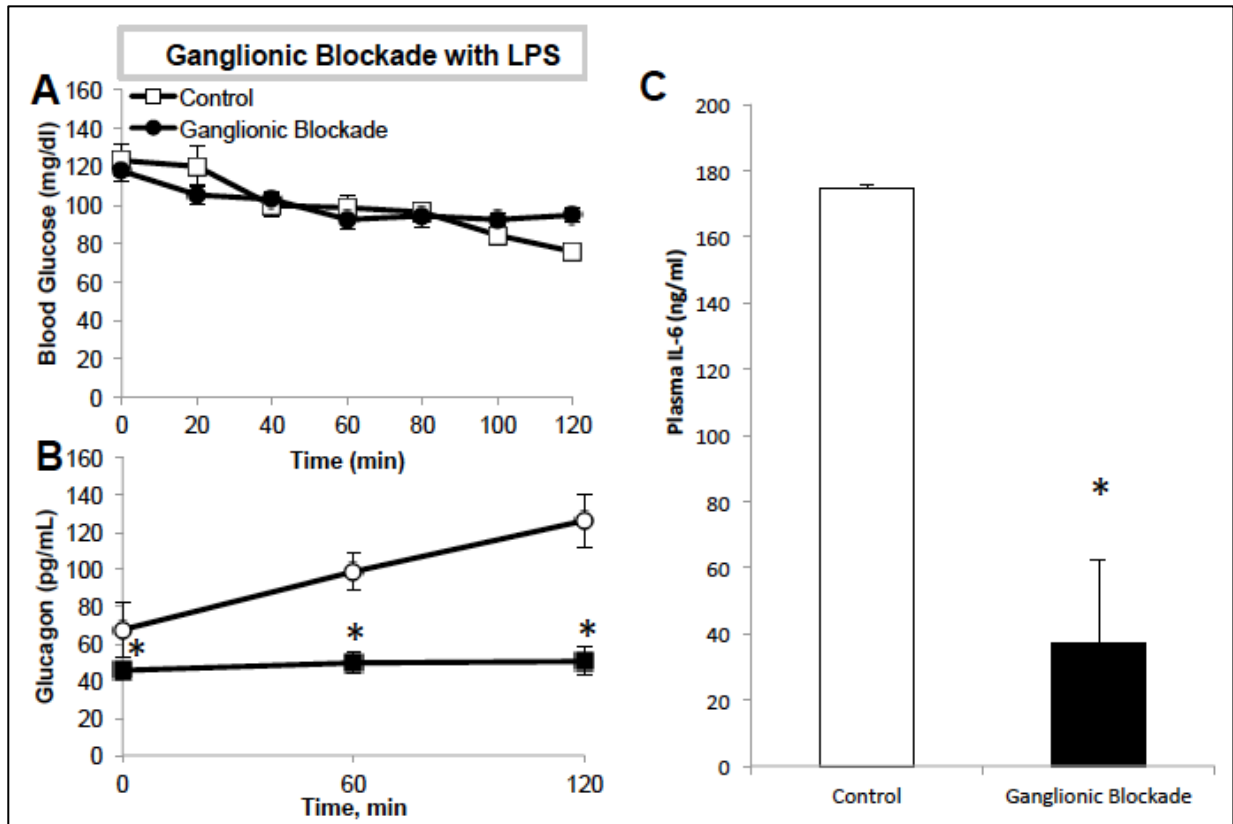 Ganglionic Blockade with LPS
A
Control
Ganglionic Blockade
Blood Glucose (mg/dl)
160
140
120
100
80
60
40
20
0
0 20 40 60 80 100 120
Time (min)
B
Glucagon (pg/mL)
160
140
120
100
80
60
40
20
0
*
*
*
0 60 120
Time, min
C
Plasma IL-6 (ng/ml)
200
180
160
140
120
100
80
60
40
20
0
*
Control Ganglionic Blockade